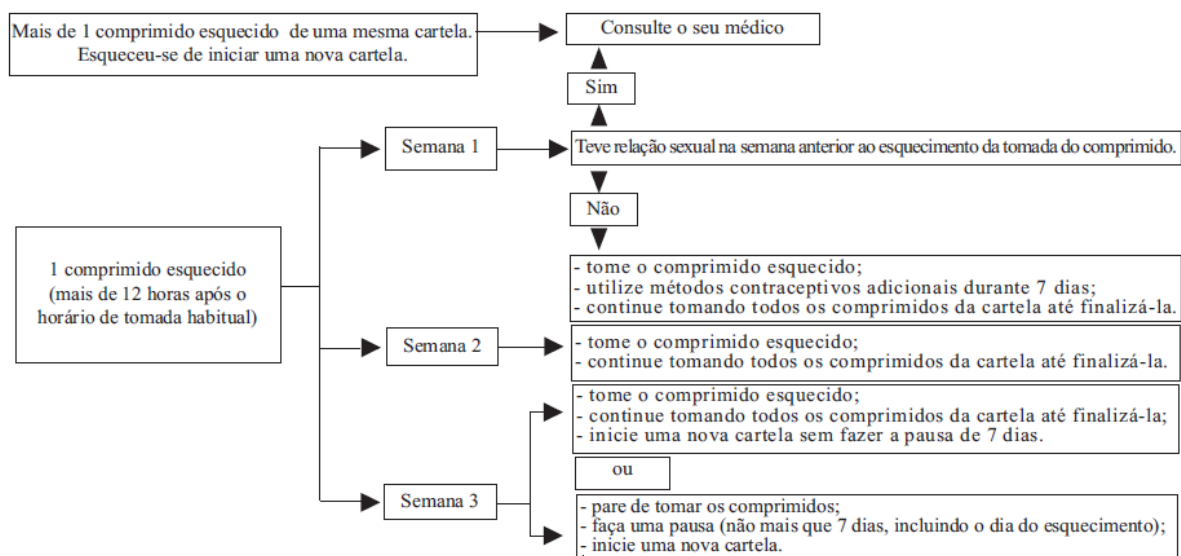 Mais de 1 comprimido esquecido de uma mesma cartela.
Esqueceu-se de iniciar uma nova cartela.
Consulte o seu médico
Sim
Semana 1
Teve relação sexual na semana anterior ao esquecimento da tomada do comprimido.
Não
1 comprimido esquecido
(mais de 12 horas após o
horário de tomada habitual)
- tome o comprimido esquecido;
- utilize métodos contraceptivos adicionais durante 7 dias;
- continue tomando todos os comprimidos da cartela até finalizá-la.
Semana 2
- tome o comprimido esquecido;
- continue tomando todos os comprimidos da cartela até finalizá-la.
- tome o comprimido esquecido;
- continue tomando todos os comprimidos da cartela até finalizá-la;
- inicie uma nova cartela sem fazer a pausa de 7 dias.
ou
Semana 3
- pare de tomar os comprimidos;
- faça uma pausa (não mais que 7 dias, incluindo o dia do esquecimento);
- inicie uma nova cartela.